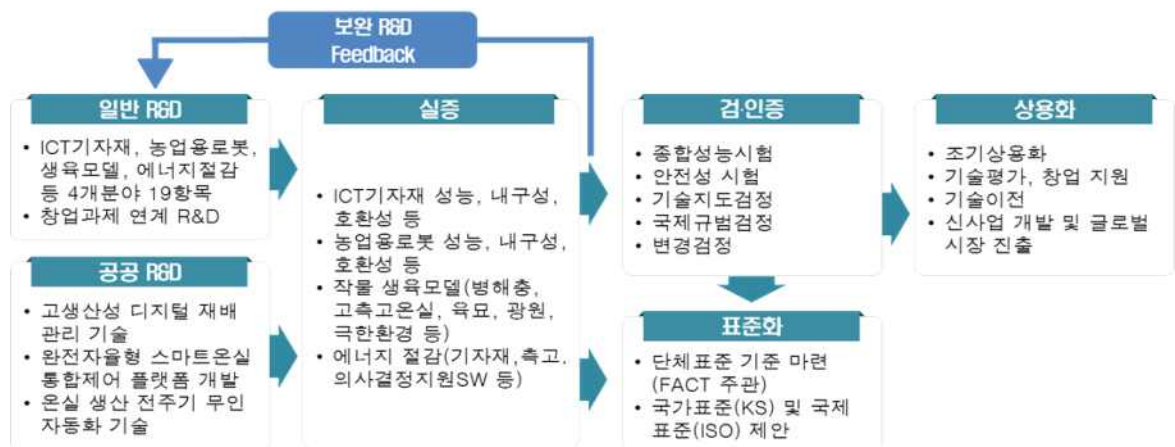 보완 R&D
Feedback
일반 R&D
• ICT기자재, 농업용로봇,
생육모델, 에너지절감
등 4개분야 19항목
• 창업과제 연계 R&D
공공 R&D
• 고생산성 디지털 재배
관리 기술
• 완전자율형 스마트온실
통합제어 플랫폼 개발
• 온실 생산 전주기 무인
자동화 기술
실증
• ICT기자재 성능, 내구성,
호환성 등
• 농업용로봇 성능, 내구성,
호환성 등
• 작물 생육모델(병해충,
고측고온실, 육묘, 광원,
극한환경 등)
• 에너지 절감(기자재,측고,
의사결정지원SW 등)
검·인증
• 종합성능시험
• 안전성 시험
• 기술지도검정
• 국제규범검정
• 변경검정
표준화
• 단체표준 기준 마련
(FACT 주관)
• 국가표준(KS) 및 국제
표준(ISO) 제안
상용화
• 조기상용화
• 기술평가, 창업 지원
• 기술이전
• 신사업 개발 및 글로벌
시장 진출